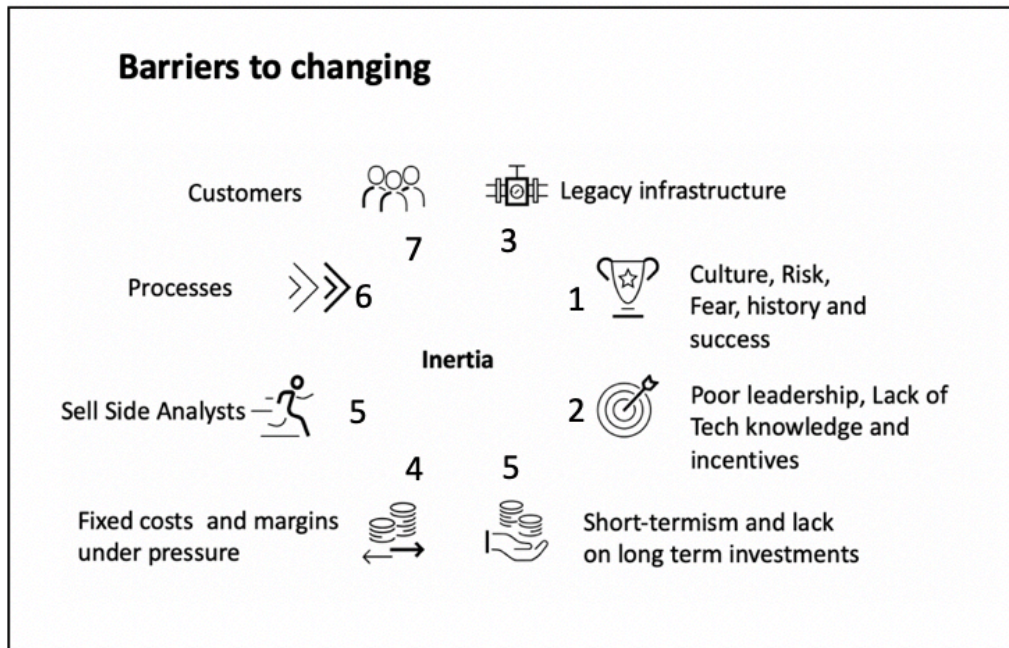 Barriers to changing
Customers
Legacy infrastructure
7
3
Processes
6
1
Culture, Risk,
Fear, history and
success
Inertia
Sell Side Analysts
5
2
Poor leadership, Lack of
Tech knowledge and
incentives
4
5
Fixed costs and margins
under pressure
Short-termism and lack
on long term investments